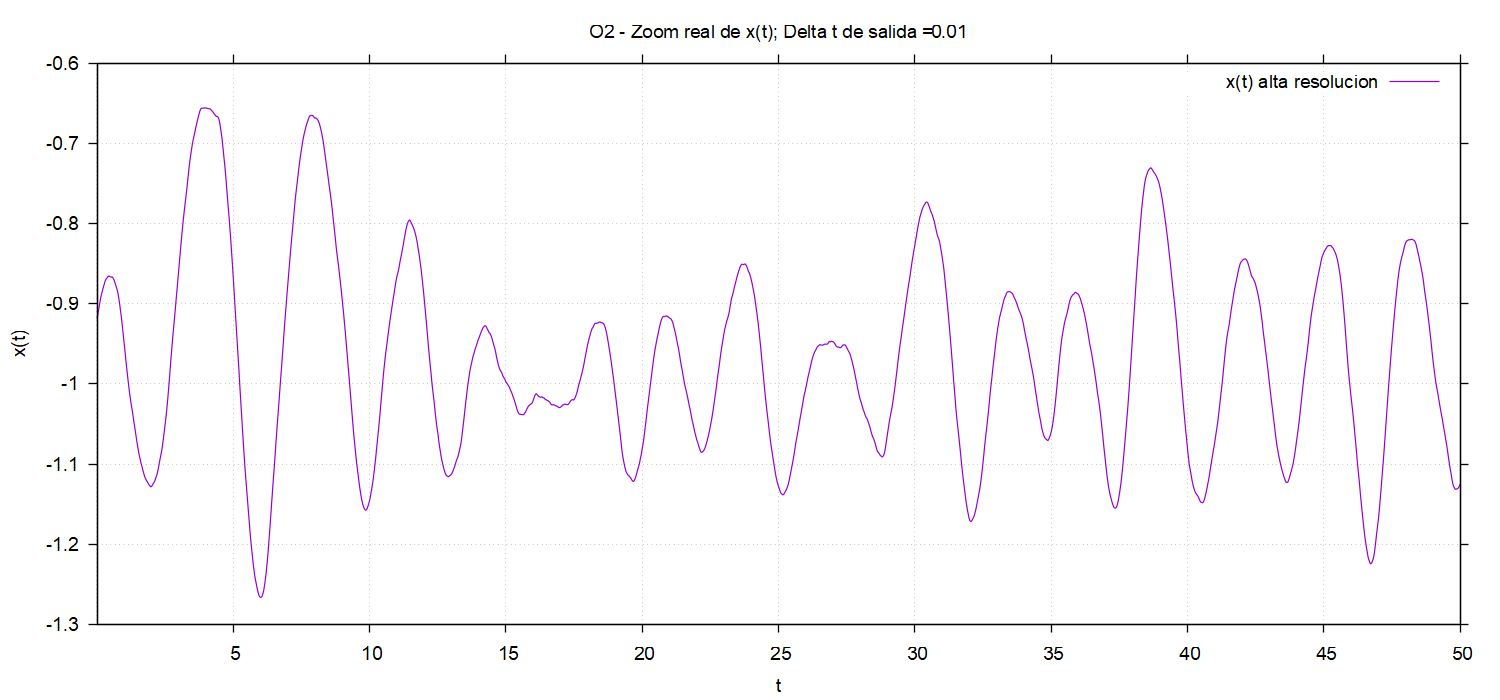 O2 - Zoom real de x(t); Delta t de salida =0.01
x(t) alta resolucion
-0.6
-0.7
-0.8
-0.9
-1
-1.1
-1.2
-1.3
x(t)
5 10 15 20 25 30 35 40 45 50
t